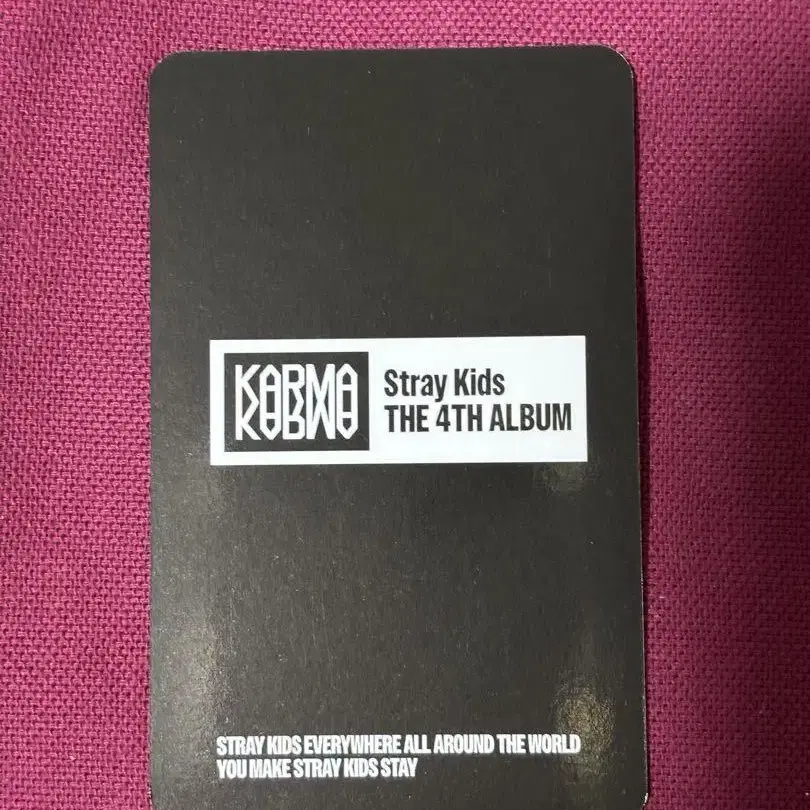 KARMA
Stray Kids
THE 4TH ALBUM
STRAY KIDS EVERYWHERE ALL AROUND THE WORLD
YOU MAKE STRAY KIDS STAY